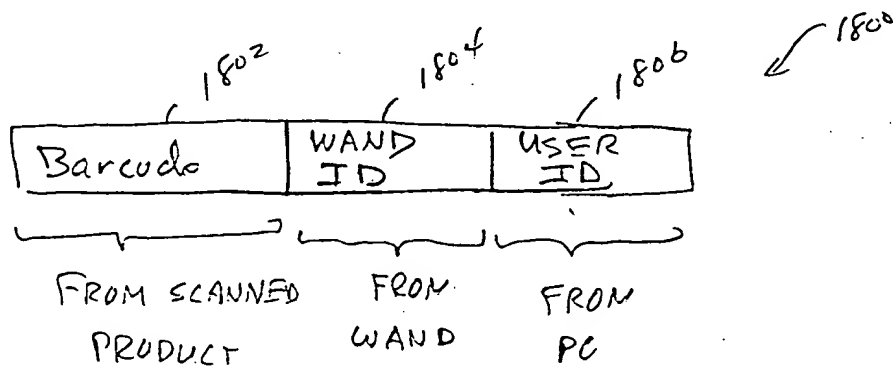 1800
1802 1804 1806
Barcode WAND ID USER ID
FROM SCANNED PRODUCT
FROM WAND
FROM PC